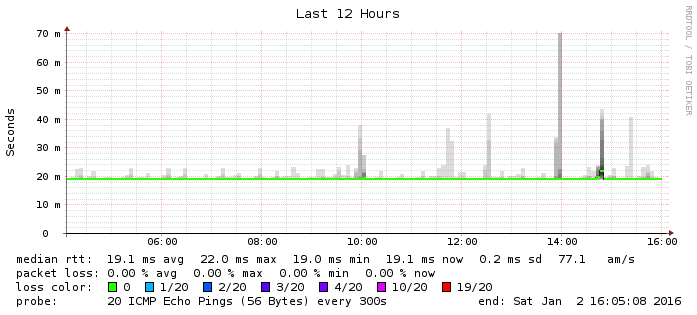 Last 12 Hours
RRDTOOL / TOBI OETIKER
Seconds
70 m
60 m
50 m
40 m
30 m
20 m
10 m
0
06:00 08:00 10:00 12:00 14:00 16:00
median rtt: 19.1 ms avg 22.0 ms max 19.0 ms min 19.1 ms now 0.2 ms sd 77.1 am/s
packet loss: 0.00 % avg 0.00 % max 0.00 % min 0.00 % now
loss color: 0 1/20 2/20 3/20 4/20 10/20 19/20
probe: 20 ICMP Echo Pings (56 Bytes) every 300s end: Sat Jan 2 16:05:08 2016